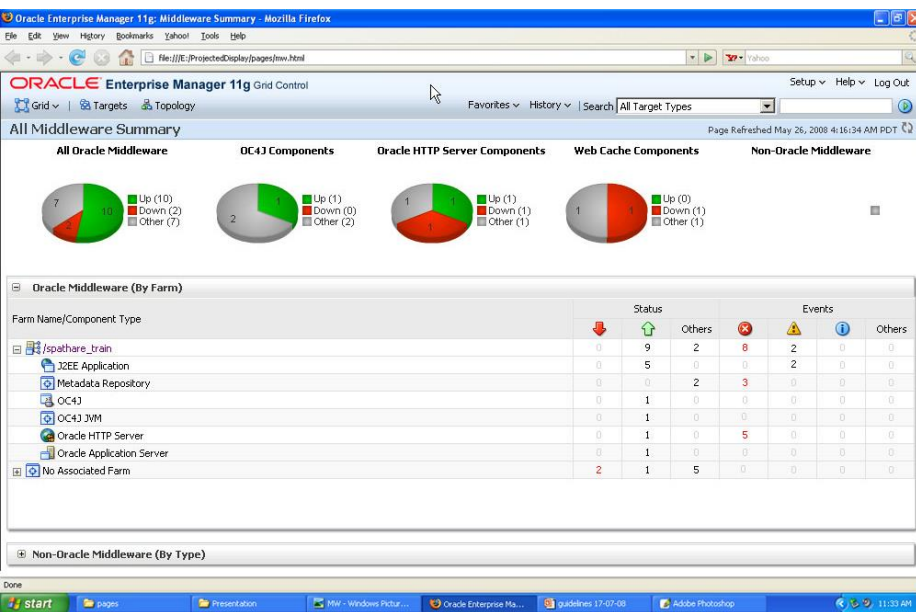 Oracle Enterprise Manager 11g: Middleware Summary - Mozilla Firefox
File Edit View History Bookmarks Yahoo! Tools Help
file:///E:/ProjectedDisplay/pages/mw.html
Y! Yahoo
ORACLE Enterprise Manager 11g Grid Control
Setup Help Log Out
Grid | Targets Topology
Favorites History | Search All Target Types
All Middleware Summary
Page Refreshed May 26, 2008 4:16:34 AM PDT
All Oracle Middleware OC4J Components Oracle HTTP Server Components Web Cache Components Non-Oracle Middleware
7 10 2 Up (10) Down (2) Other (7)
1 2 Up (1) Down (0) Other (2)
1 1 1 Up (1) Down (1) Other (1)
1 1 Up (0) Down (1) Other (1)
Oracle Middleware (By Farm)
Farm Name/Component Type
Status Events
Others Others
/spathare_train 0 9 2 8 2 0 0
J2EE Application 0 5 0 0 2 0 0
Metadata Repository 0 0 2 3 0 0 0
OC4J 0 1 0 0 0 0 0
OC4J JVM 0 1 0 0 0 0 0
Oracle HTTP Server 0 1 0 5 0 0 0
Oracle Application Server 0 1 0 0 0 0 0
No Associated Farm 2 1 5 0 0 0 0
Non-Oracle Middleware (By Type)
Done
start pages Presentation MW - Windows Pictur... Oracle Enterprise Ma... guidelines 17-07-08 Adobe Photoshop 11:33 AM